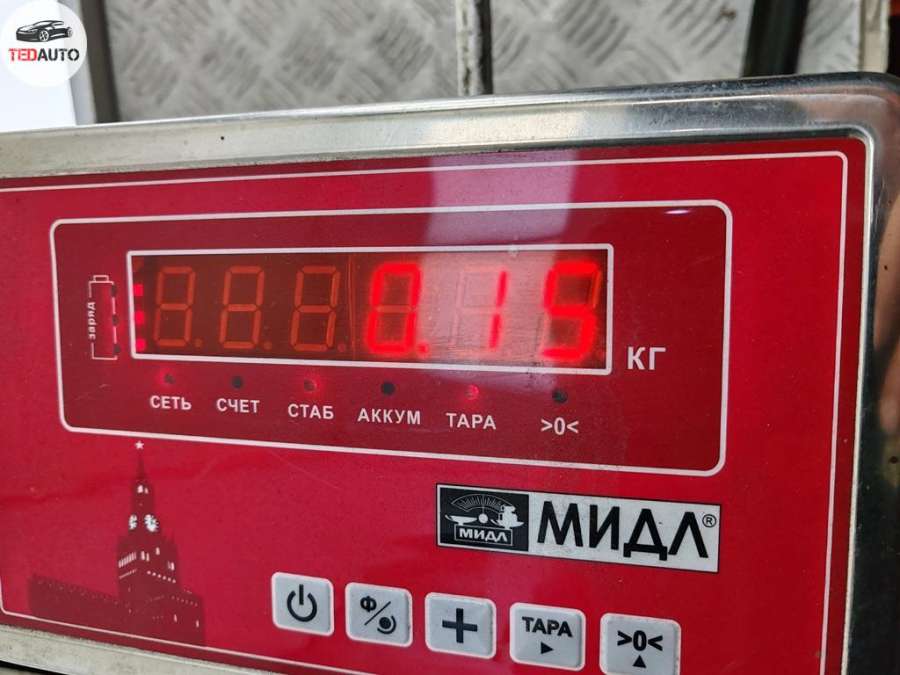 TEDAUTO
заряд
0.15
КГ
СЕТЬ СЧЕТ СТАБ АККУМ ТАРА >0<
МИДЛ МИДЛ®
Ф + ТАРА >0<